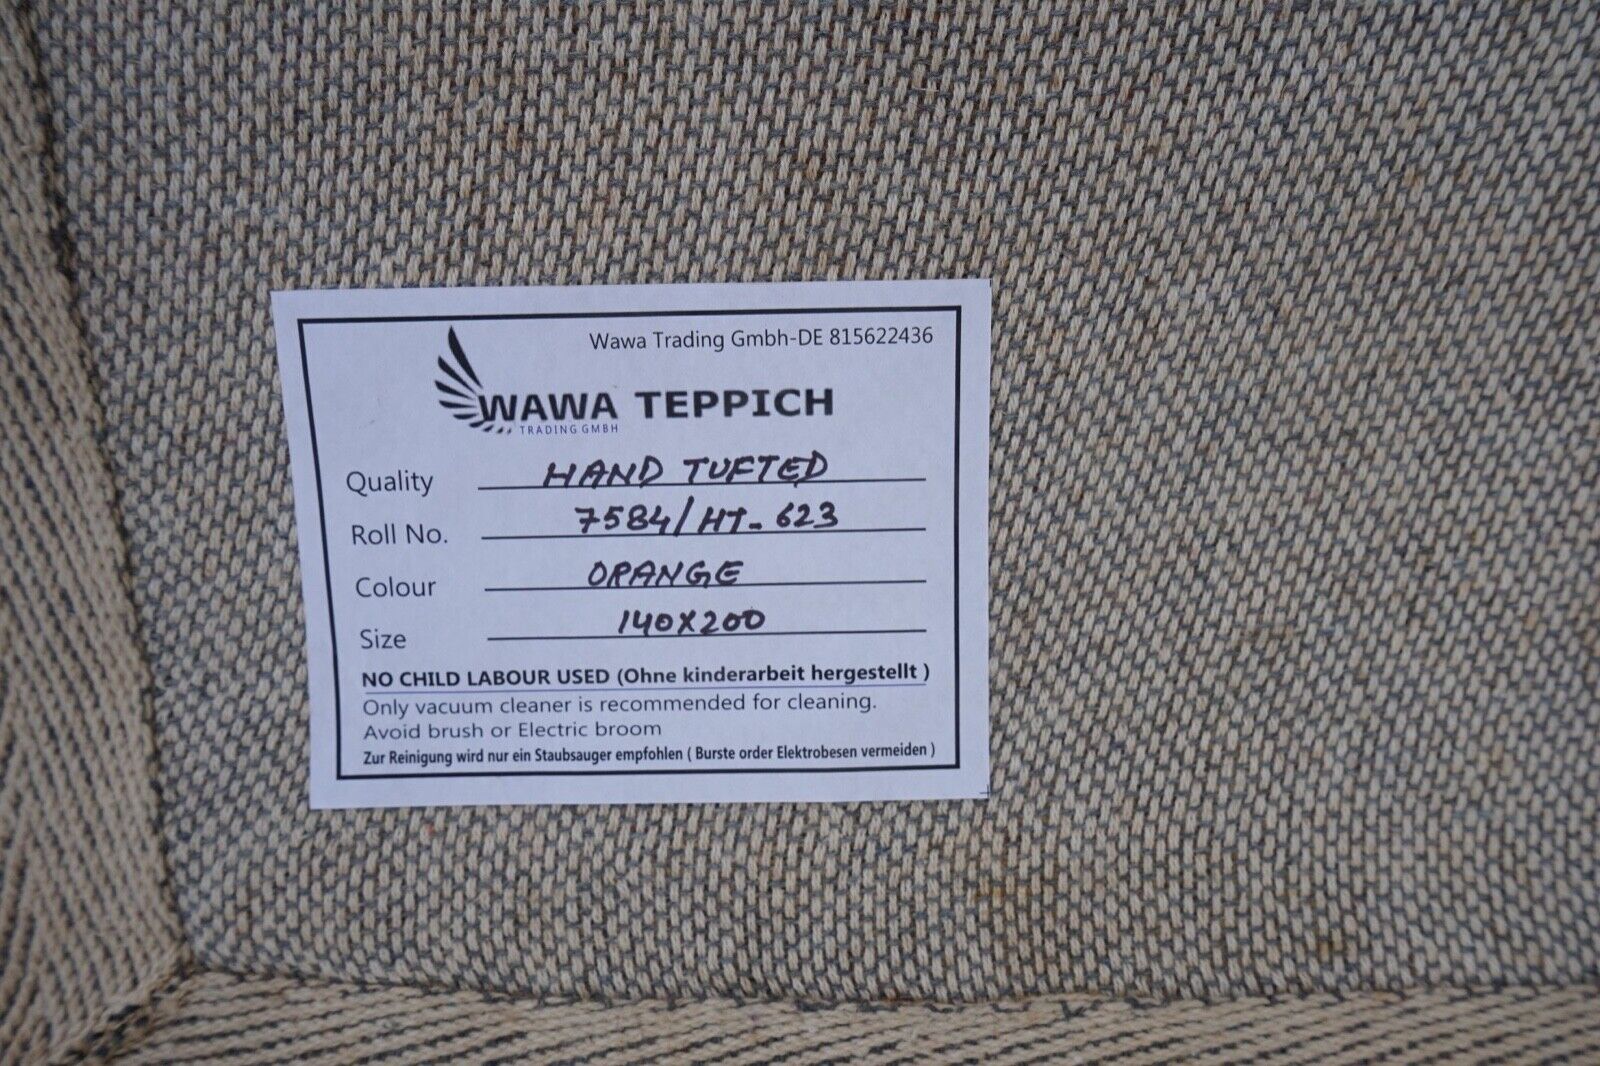 Wawa Trading Gmbh-DE 815622436
WAWA TEPPICH
TRADING GMBH
Quality HAND TUFTED
Roll No. 7584/HT-623
Colour ORANGE
Size 140X200
NO CHILD LABOUR USED (Ohne kinderarbeit hergestellt )
Only vacuum cleaner is recommended for cleaning.
Avoid brush or Electric broom
Zur Reinigung wird nur ein Staubsauger empfohlen ( Burste order Elektrobesen vermeiden )